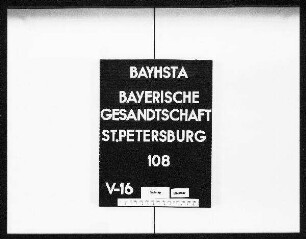 BAYHSTA
BAYERISCHE
GESANDTSCHAFT
ST.PETERSBURG
108
V-16